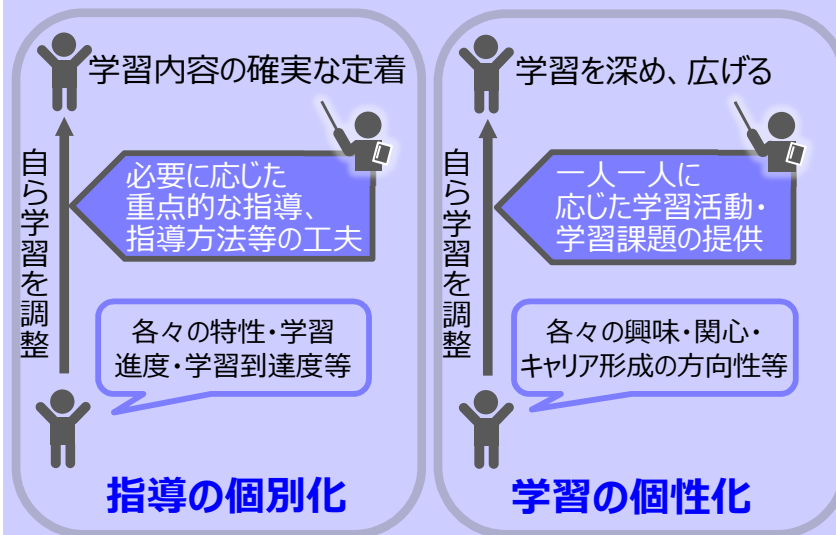 学習内容の確実な定着
自ら学習を調整
必要に応じた
重点的な指導、
指導方法等の工夫
各々の特性・学習
進度・学習到達度等
指導の個別化
学習を深め、広げる
自ら学習を調整
一人一人に
応じた学習活動・
学習課題の提供
各々の興味・関心・
キャリア形成の方向性等
学習の個性化